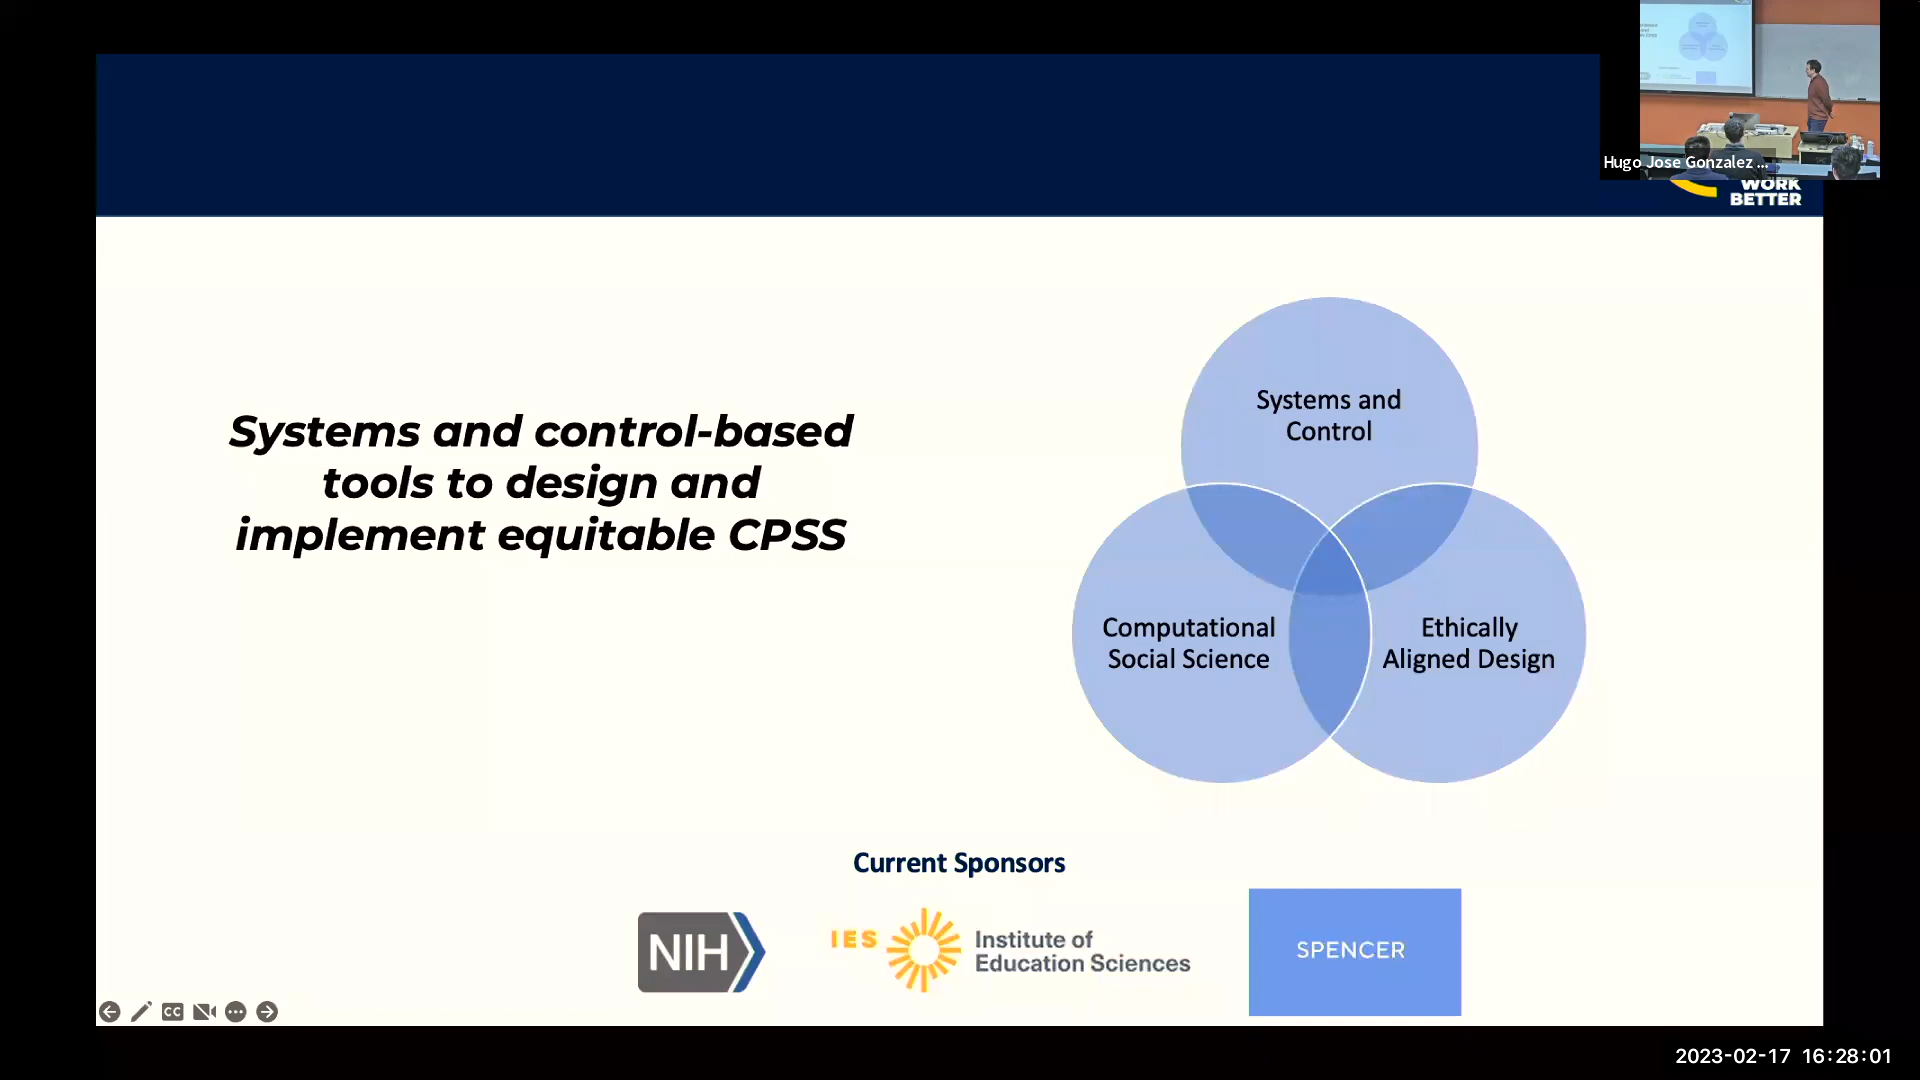 Hugo Jose Gonzalez ...
WORK
BETTER
Systems and control-based
tools to design and
implement equitable CPSS
Systems and
Control
Computational
Social Science
Ethically
Aligned Design
Current Sponsors
NIH
IES
Institute of
Education Sciences
SPENCER
CC
2023-02-17 16:28:01